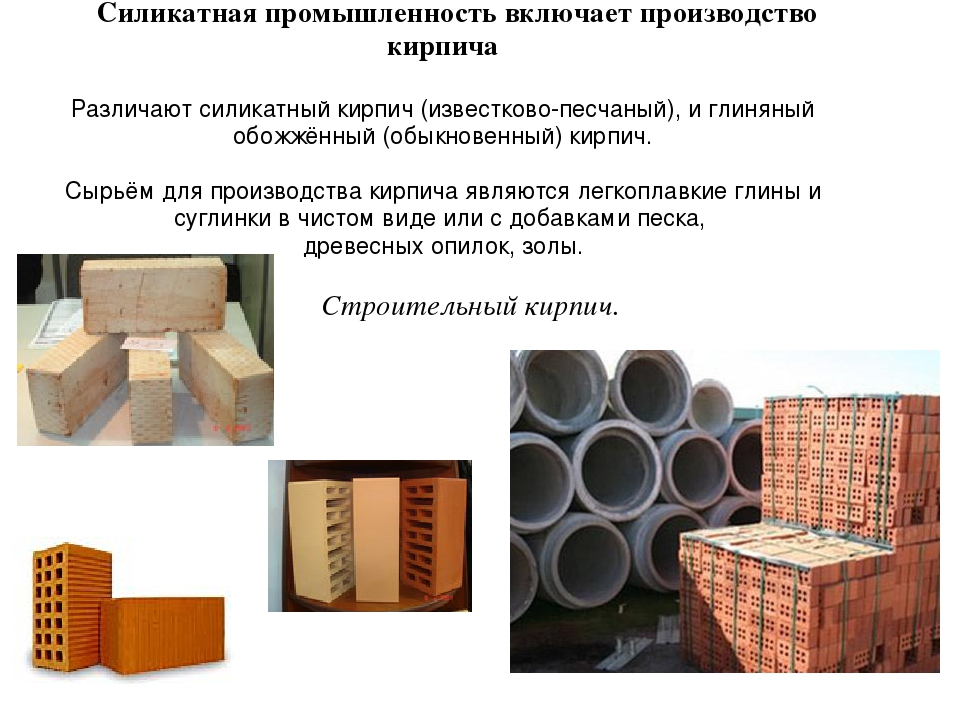 Силикатная промышленность включает производство
кирпича
Различают силикатный кирпич (известково-песчаный), и глиняный
обожжённый (обыкновенный) кирпич.
Сырьём для производства кирпича являются легкоплавкие глины и
суглинки в чистом виде или с добавками песка,
древесных опилок, золы.
Строительный кирпич.